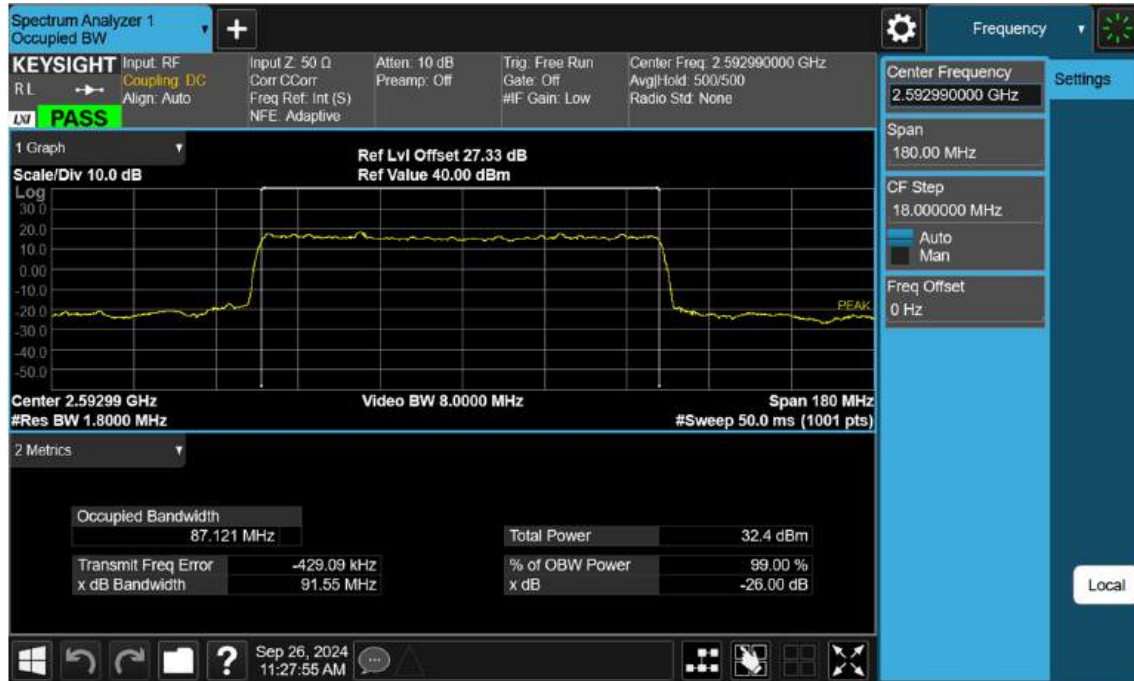 Spectrum Analyzer 1
Occupied BW
+
Frequency
KEYSIGHT
R L
LXI
PASS
Input: RF
Coupling: DC
Align: Auto
Input Z: 50 Ω
Corr CCorr
Freq Ref: Int (S)
NFE: Adaptive
Atten: 10 dB
Preamp: Off
Trig: Free Run
Gate: Off
#IF Gain: Low
Center Freq: 2.592990000 GHz
Avg|Hold: 500/500
Radio Std: None
Center Frequency
2.592990000 GHz
Settings
Span
180.00 MHz
CF Step
18.000000 MHz
Auto
Man
Freq Offset
0 Hz
Local
1 Graph
Scale/Div 10.0 dB
Ref Lvl Offset 27.33 dB
Ref Value 40.00 dBm
Log
30.0
20.0
10.0
0.00
-10.0
-20.0
-30.0
-40.0
-50.0
PEAK
Center 2.59299 GHz
#Res BW 1.8000 MHz
Video BW 8.0000 MHz
Span 180 MHz
#Sweep 50.0 ms (1001 pts)
2 Metrics
Occupied Bandwidth
87.121 MHz
Total Power 32.4 dBm
Transmit Freq Error -429.09 kHz
% of OBW Power 99.00 %
x dB Bandwidth 91.55 MHz
x dB -26.00 dB
?
Sep 26, 2024
11:27:55 AM